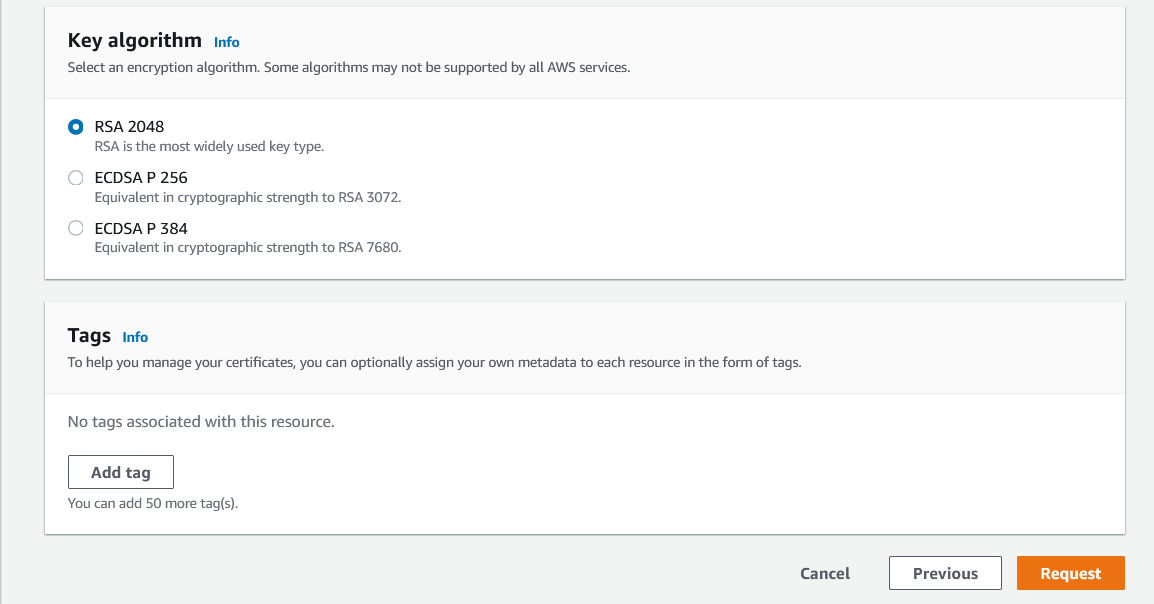 Key algorithm Info
Select an encryption algorithm. Some algorithms may not be supported by all AWS services.
RSA 2048
RSA is the most widely used key type.
ECDSA P 256
Equivalent in cryptographic strength to RSA 3072.
ECDSA P 384
Equivalent in cryptographic strength to RSA 7680.
Tags Info
To help you manage your certificates, you can optionally assign your own metadata to each resource in the form of tags.
No tags associated with this resource.
Add tag
You can add 50 more tag(s).
Cancel Previous Request